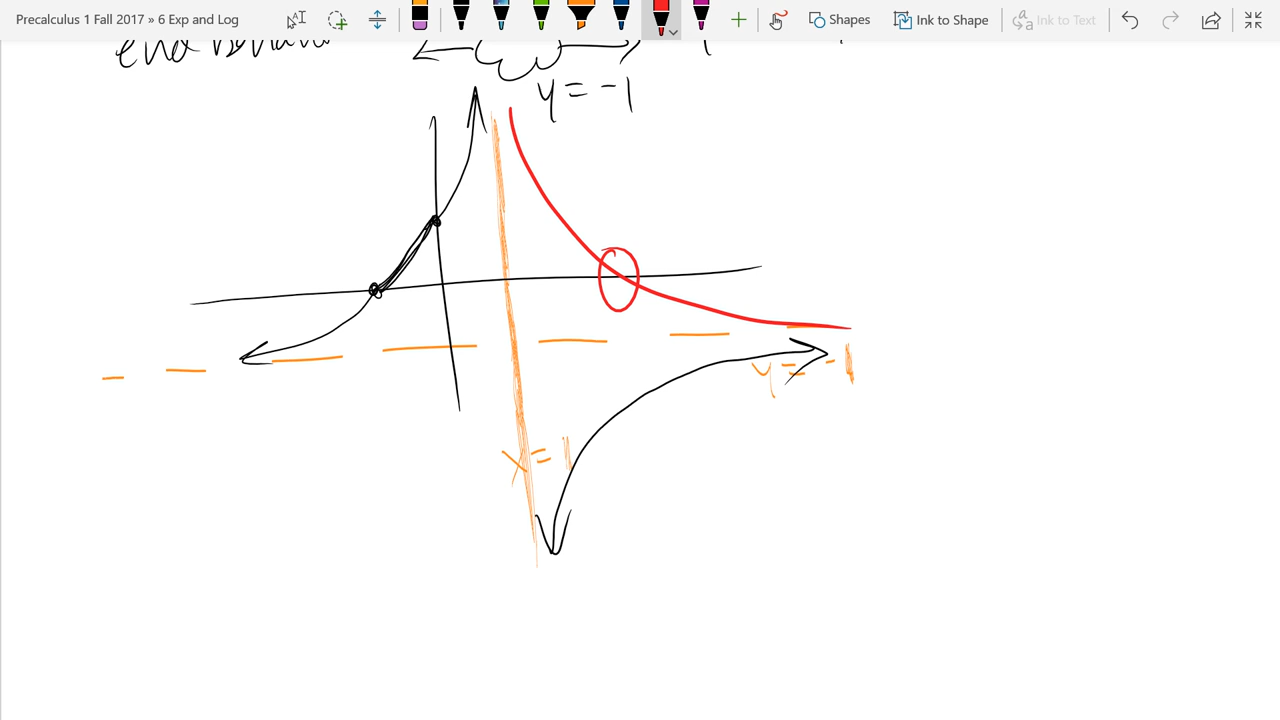 Precalculus 1 Fall 2017 » 6 Exp and Log
Shapes
Ink to Shape
Ink to Text
y = -1
y = -1
x = 1